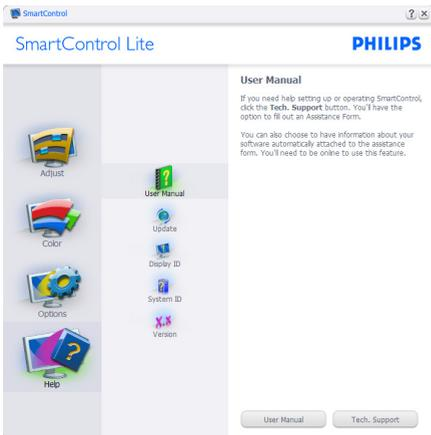 SmartControl
? X
SmartControl Lite
PHILIPS
Adjust
Color
Options
Help
User Manual
Update
Display ID
System ID
X.X
Version
User Manual
If you need help setting up or operating SmartControl,
click the Tech. Support button. You'll have the
option to fill out an Assistance Form.
You can also choose to have information about your
software automatically attached to the assistance
form. You'll need to be online to use this feature.
User Manual
Tech. Support